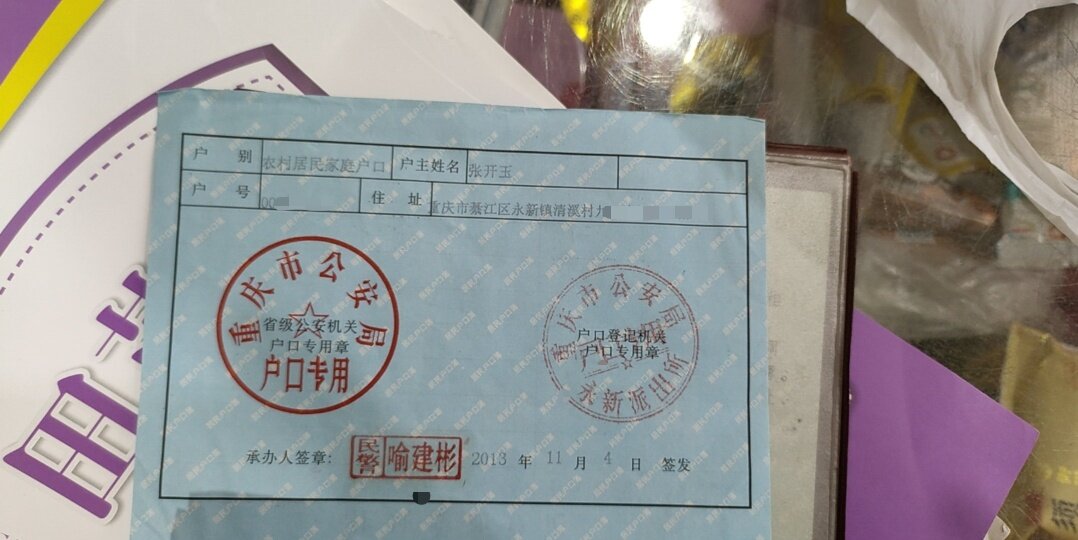 户 别 农村居民家庭户口 户主姓名 张开玉
户 号 00 住 址 重庆市綦江区永新镇清溪村
重庆市公安局
省级公安机关
户口专用章
户口专用
重庆市公安局
户口登记机关
户口专用章
永新派出所
承办人签章: 民警 喻建彬 2013 年 11 月 4 日 签发